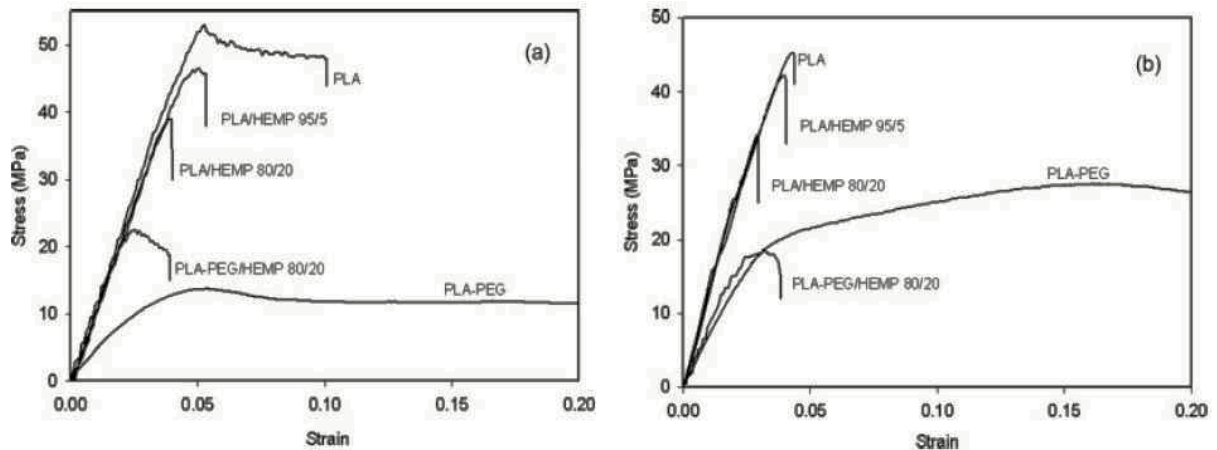 50
40
30
20
10
0
Stress (MPa)
(a)
PLA
PLA/HEMP 95/5
PLA/HEMP 80/20
PLA-PEG/HEMP 80/20
PLA-PEG
0.00 0.05 0.10 0.15 0.20
Strain
50
40
30
20
10
0
Stress (MPa)
(b)
PLA
PLA/HEMP 95/5
PLA/HEMP 80/20
PLA-PEG
PLA-PEG/HEMP 80/20
0.00 0.05 0.10 0.15 0.20
Strain